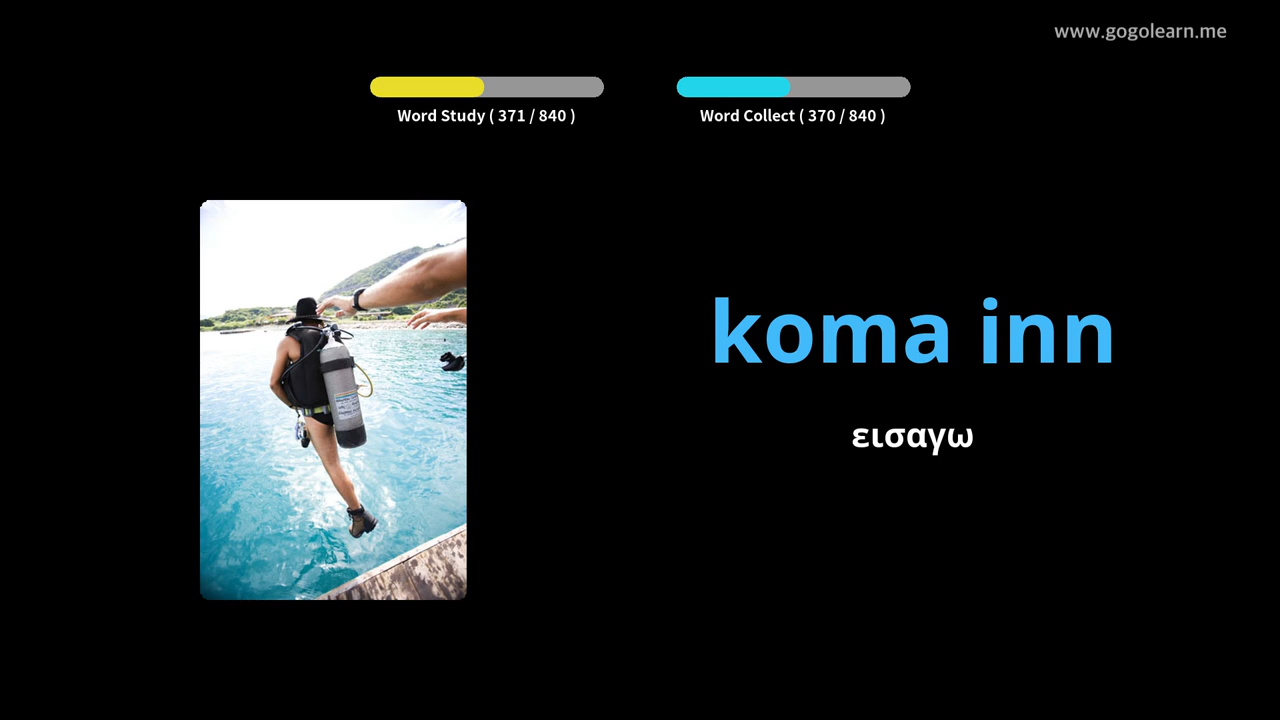 www.gogolearn.me
Word Study ( 371 / 840 )
Word Collect ( 370 / 840 )
koma inn
εισαγω